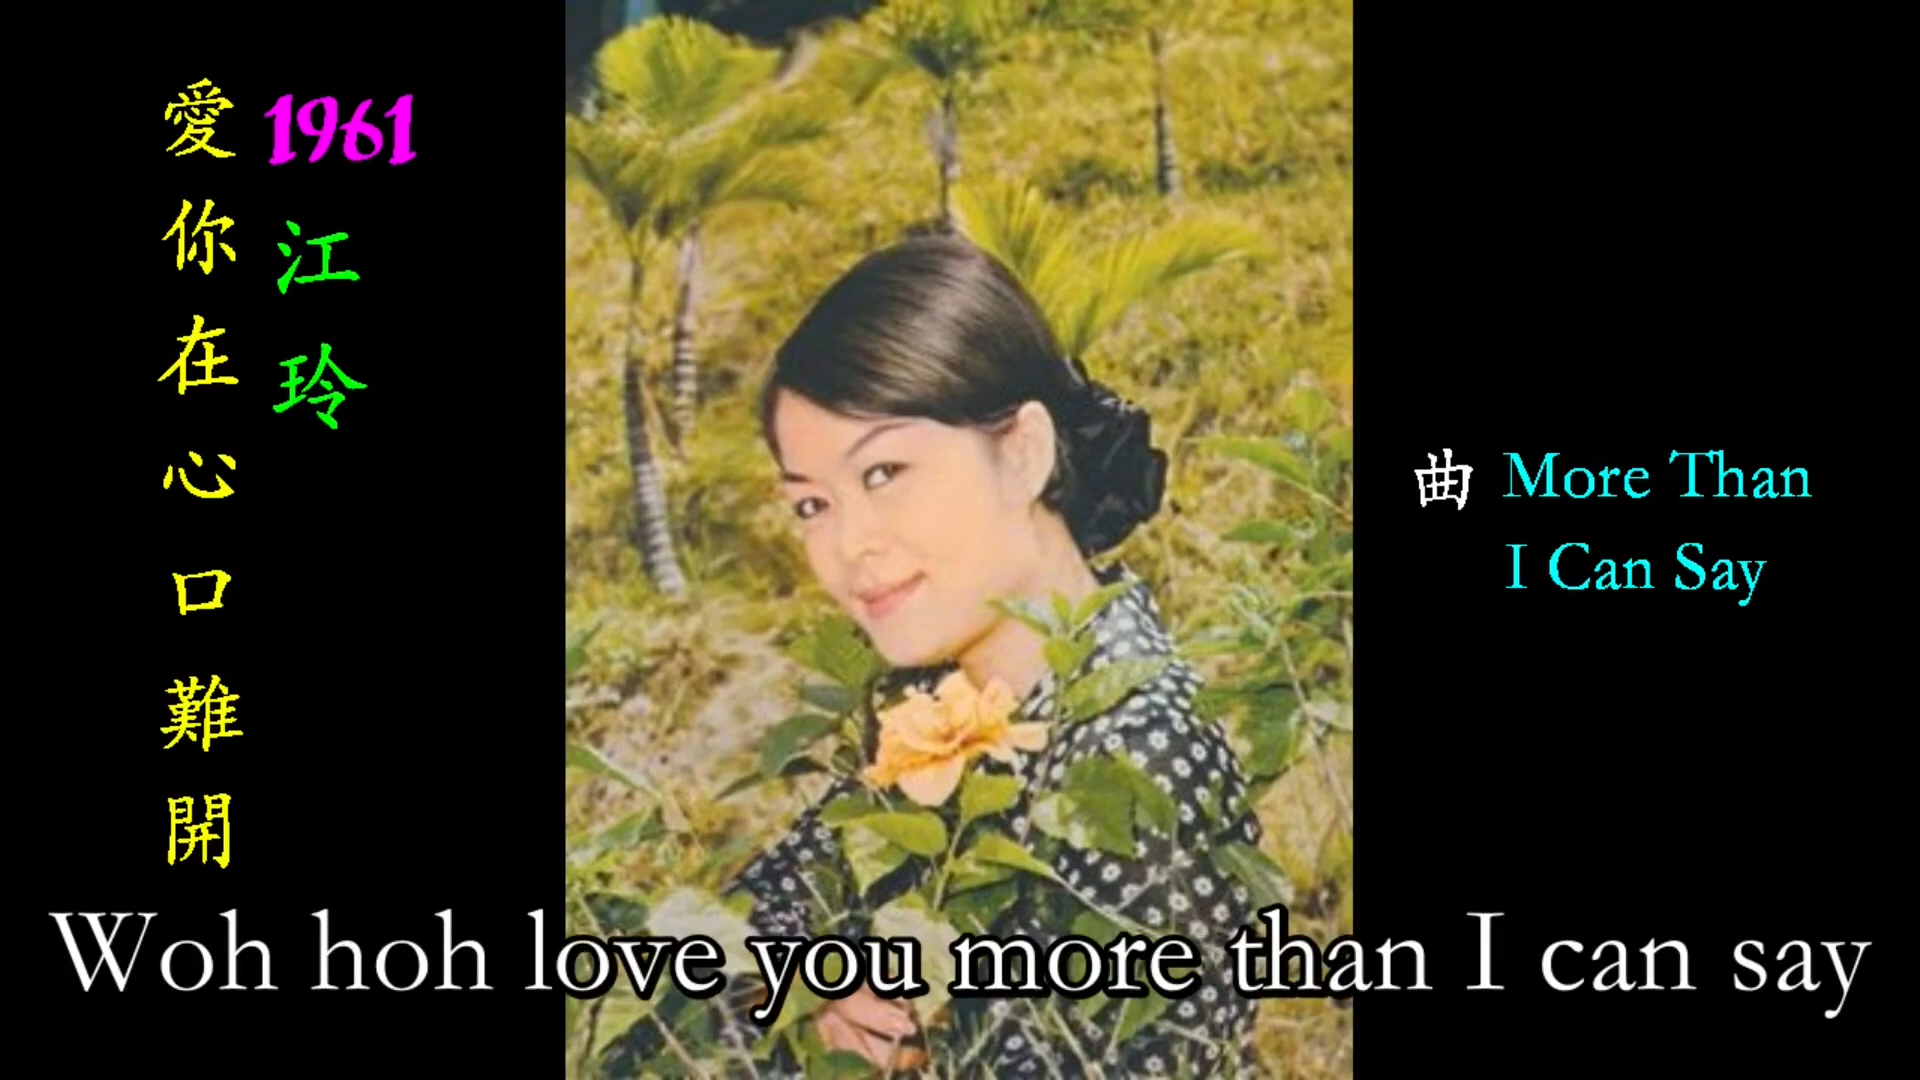 愛你在心口難開
1961
江玲
曲 More Than
I Can Say
Woh hoh love you more than I can say